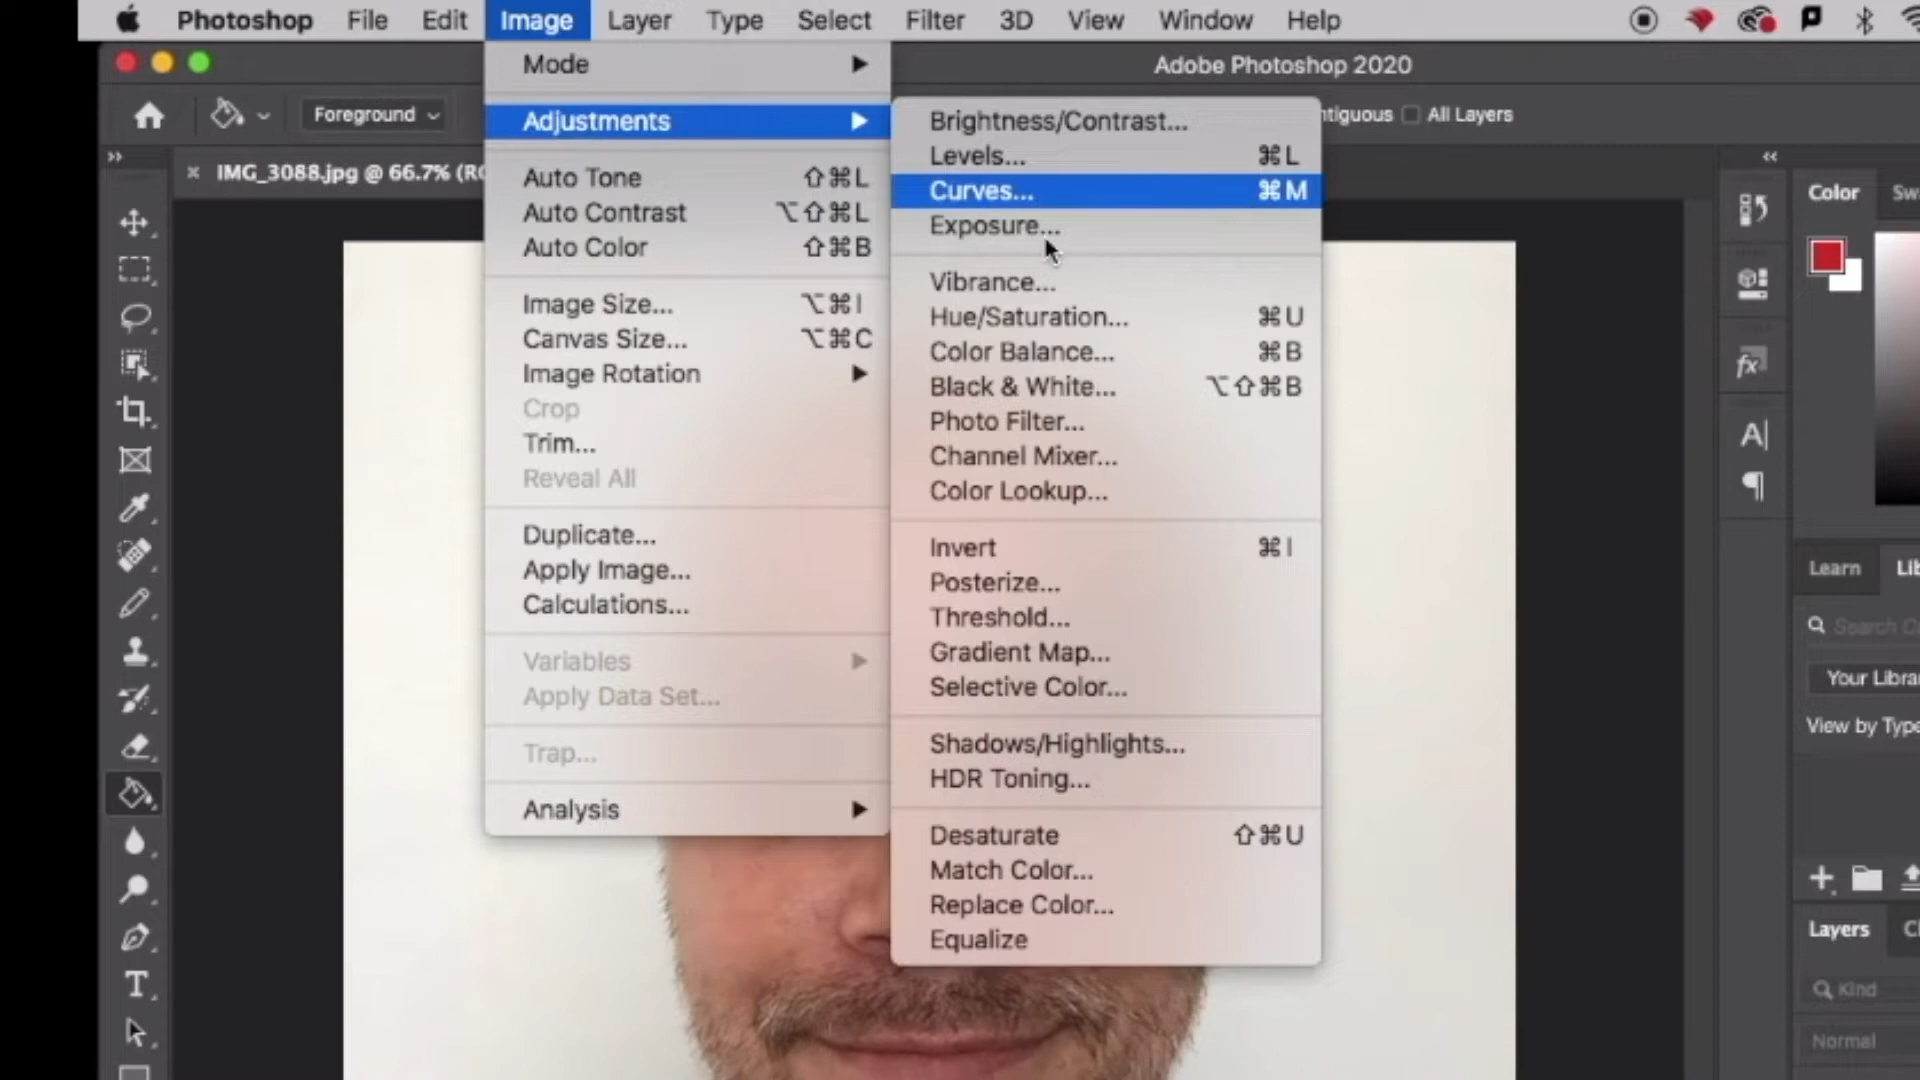 Photoshop File Edit Image Layer Type Select Filter 3D View Window Help
Adobe Photoshop 2020
Foreground
All Layers
IMG_3088.jpg @ 66.7%
Mode
Adjustments
Auto Tone ⇧⌘L
Auto Contrast ⌥⇧⌘L
Auto Color ⇧⌘B
Image Size... ⌥⌘I
Canvas Size... ⌥⌘C
Image Rotation
Crop
Trim...
Reveal All
Duplicate...
Apply Image...
Calculations...
Variables
Apply Data Set...
Trap...
Analysis
Brightness/Contrast...
Levels... ⌘L
Curves... ⌘M
Exposure...
Vibrance...
Hue/Saturation... ⌘U
Color Balance... ⌘B
Black & White... ⌥⇧⌘B
Photo Filter...
Channel Mixer...
Color Lookup...
Invert ⌘I
Posterize...
Threshold...
Gradient Map...
Selective Color...
Shadows/Highlights...
HDR Toning...
Desaturate ⇧⌘U
Match Color...
Replace Color...
Equalize
Color
Learn
Search
Your
View by Type
Layers
Kind
Normal